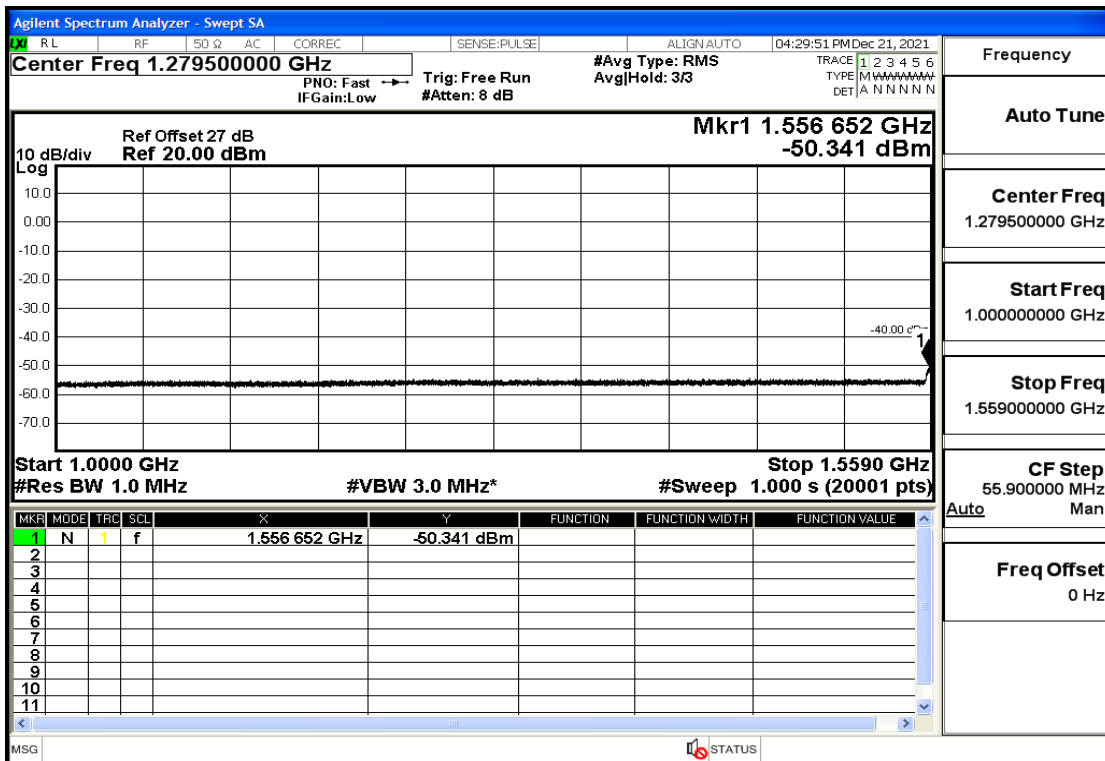 Agilent Spectrum Analyzer - Swept SA
LXI RL RF 50 Ω AC CORREC SENSE:PULSE ALIGN AUTO 04:29:51 PM Dec 21, 2021
Center Freq 1.279500000 GHz
PNO: Fast
IFGain:Low
Trig: Free Run
#Atten: 8 dB
#Avg Type: RMS
Avg|Hold: 3/3
TRACE 1 2 3 4 5 6
TYPE M WWWWW
DET A N N N N N
Ref Offset 27 dB
Ref 20.00 dBm
10 dB/div
Log
Mkr1 1.556 652 GHz
-50.341 dBm
10.0
0.00
-10.0
-20.0
-30.0
-40.0
-50.0
-60.0
-70.0
-40.00
1
Start 1.0000 GHz
Stop 1.5590 GHz
#Res BW 1.0 MHz
#VBW 3.0 MHz*
#Sweep 1.000 s (20001 pts)
MKR MODE TRC SCL X Y FUNCTION FUNCTION WIDTH FUNCTION VALUE
1 N 1 f 1.556 652 GHz -50.341 dBm
2
3
4
5
6
7
8
9
10
11
MSG
STATUS
Frequency
Auto Tune
Center Freq
1.279500000 GHz
Start Freq
1.000000000 GHz
Stop Freq
1.559000000 GHz
CF Step
55.900000 MHz
Auto Man
Freq Offset
0 Hz